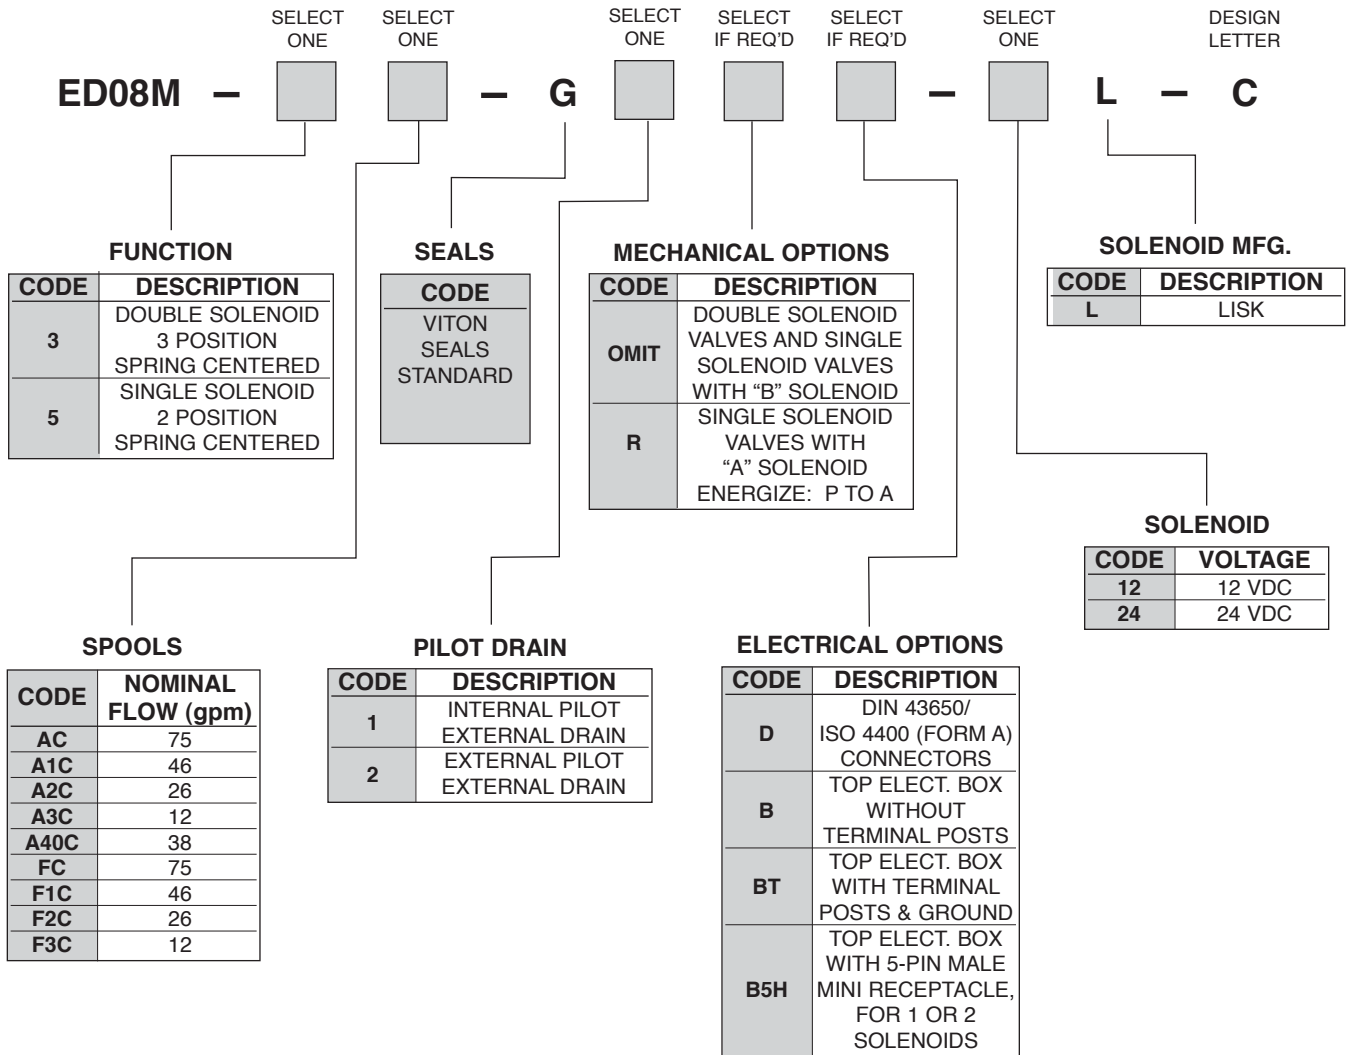 SELECT ONE
SELECT ONE
SELECT ONE
SELECT IF REQ'D
SELECT IF REQ'D
SELECT ONE
DESIGN LETTER
ED08M – – G – L – C
FUNCTION
CODE DESCRIPTION
3 DOUBLE SOLENOID
3 POSITION
SPRING CENTERED
5 SINGLE SOLENOID
2 POSITION
SPRING CENTERED
SEALS
CODE
VITON
SEALS
STANDARD
MECHANICAL OPTIONS
CODE DESCRIPTION
OMIT DOUBLE SOLENOID
VALVES AND SINGLE
SOLENOID VALVES
WITH “B” SOLENOID
R SINGLE SOLENOID
VALVES WITH
“A” SOLENOID
ENERGIZE: P TO A
SOLENOID MFG.
CODE DESCRIPTION
L LISK
SOLENOID
CODE VOLTAGE
12 12 VDC
24 24 VDC
SPOOLS
CODE NOMINAL
FLOW (gpm)
AC 75
A1C 46
A2C 26
A3C 12
A40C 38
FC 75
F1C 46
F2C 26
F3C 12
PILOT DRAIN
CODE DESCRIPTION
1 INTERNAL PILOT
EXTERNAL DRAIN
2 EXTERNAL PILOT
EXTERNAL DRAIN
ELECTRICAL OPTIONS
CODE DESCRIPTION
D DIN 43650/
ISO 4400 (FORM A)
CONNECTORS
B TOP ELECT. BOX
WITHOUT
TERMINAL POSTS
BT TOP ELECT. BOX
WITH TERMINAL
POSTS & GROUND
B5H TOP ELECT. BOX
WITH 5-PIN MALE
MINI RECEPTACLE,
FOR 1 OR 2
SOLENOIDS